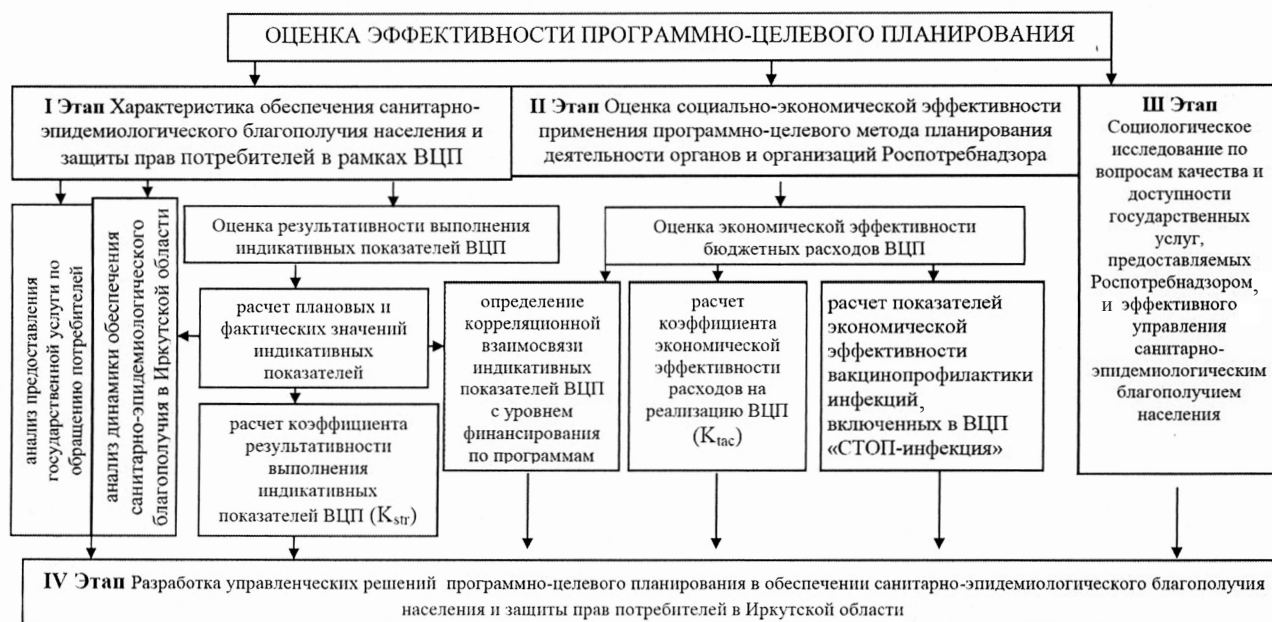 ОЦЕНКА ЭФФЕКТИВНОСТИ ПРОГРАММНО-ЦЕЛЕВОГО ПЛАНИРОВАНИЯ
I Этап Характеристика обеспечения санитарно-
эпидемиологического благополучия населения и
защиты прав потребителей в рамках ВЦП
II Этап Оценка социально-экономической эффективности
применения программно-целевого метода планирования
деятельности органов и организаций Роспотребнадзора
III Этап
Социологическое
исследование по
вопросам качества и
доступности
государственных
услуг,
предоставляемых
Роспотребнадзором,
и эффективного
управления
санитарно-
эпидемиологическим
благополучием
населения
анализ предоставления
государственной услуги по
обращению потребителей
анализ динамики обеспечения
санитарно-эпидемиологического
благополучия в Иркутской области
Оценка результативности выполнения
индикативных показателей ВЦП
Оценка экономической эффективности
бюджетных расходов ВЦП
расчет плановых и
фактических значений
индикативных
показателей
расчет коэффициента
результативности
выполнения
индикативных
показателей ВЦП (Kstr)
определение
корреляционной
взаимосвязи
индикативных
показателей ВЦП
с уровнем
финансирования
по программам
расчет
коэффициента
экономической
эффективности
расходов на
реализацию ВЦП
(Ktac)
расчет показателей
экономической
эффективности
вакцинопрофилактики
инфекций,
включенных в ВЦП
«СТОП-инфекция»
IV Этап Разработка управленческих решений программно-целевого планирования в обеспечении санитарно-эпидемиологического благополучия
населения и защиты прав потребителей в Иркутской области